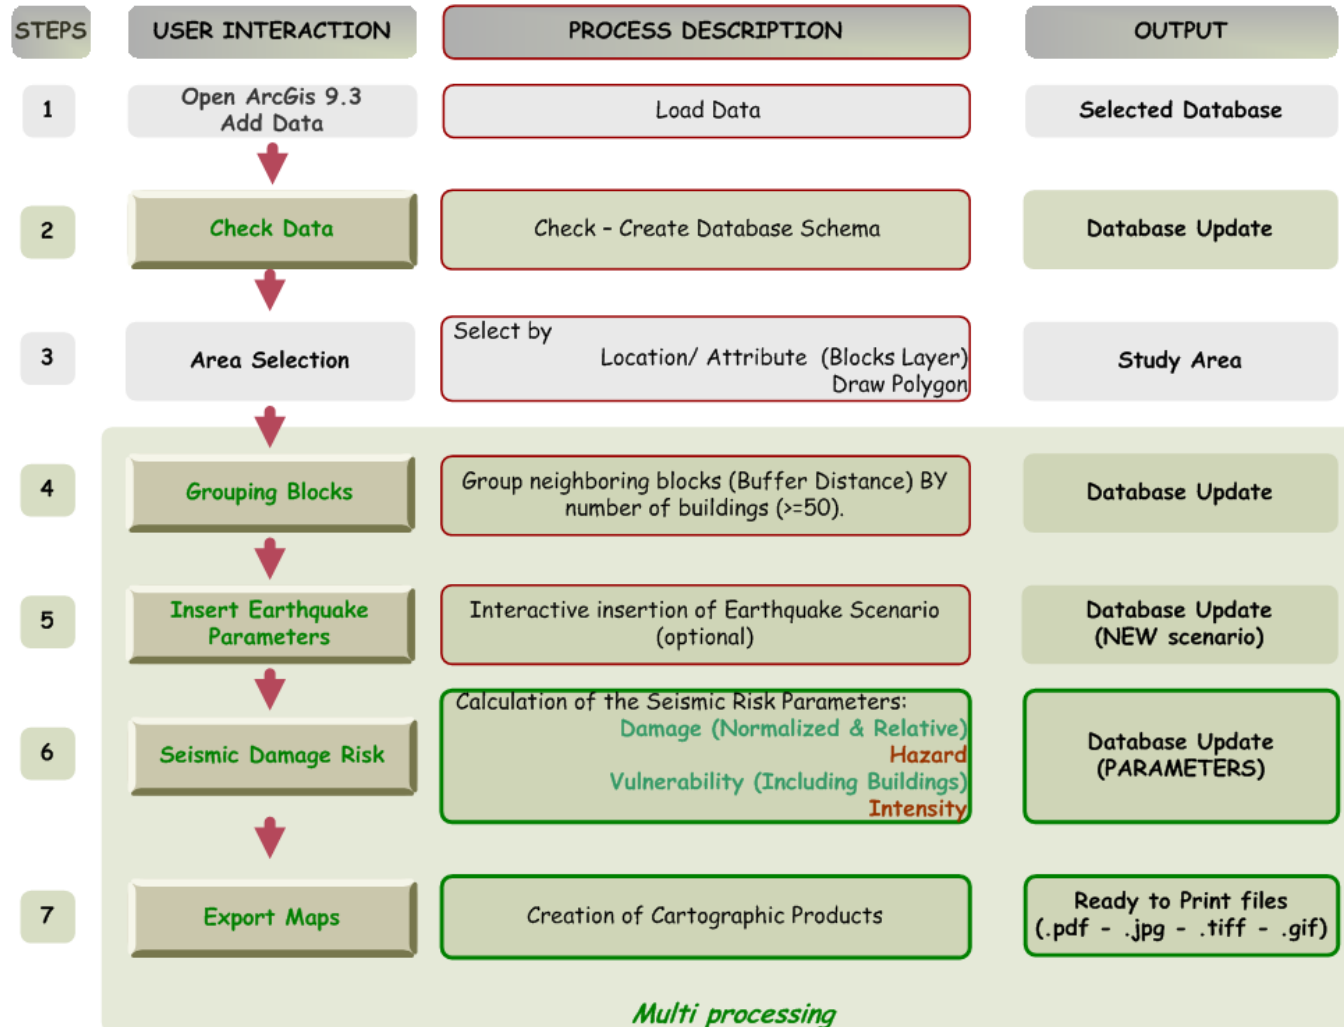 STEPS
USER INTERACTION
PROCESS DESCRIPTION
OUTPUT
1
Open ArcGis 9.3
Add Data
Load Data
Selected Database
2
Check Data
Check – Create Database Schema
Database Update
3
Area Selection
Select by
Location/ Attribute (Blocks Layer)
Draw Polygon
Study Area
4
Grouping Blocks
Group neighboring blocks (Buffer Distance) BY
number of buildings (>=50).
Database Update
5
Insert Earthquake
Parameters
Interactive insertion of Earthquake Scenario
(optional)
Database Update
(NEW scenario)
6
Seismic Damage Risk
Calculation of the Seismic Risk Parameters:
Damage (Normalized & Relative)
Hazard
Vulnerability (Including Buildings)
Intensity
Database Update
(PARAMETERS)
7
Export Maps
Creation of Cartographic Products
Ready to Print files
(.pdf - .jpg - .tiff - .gif)
Multi processing